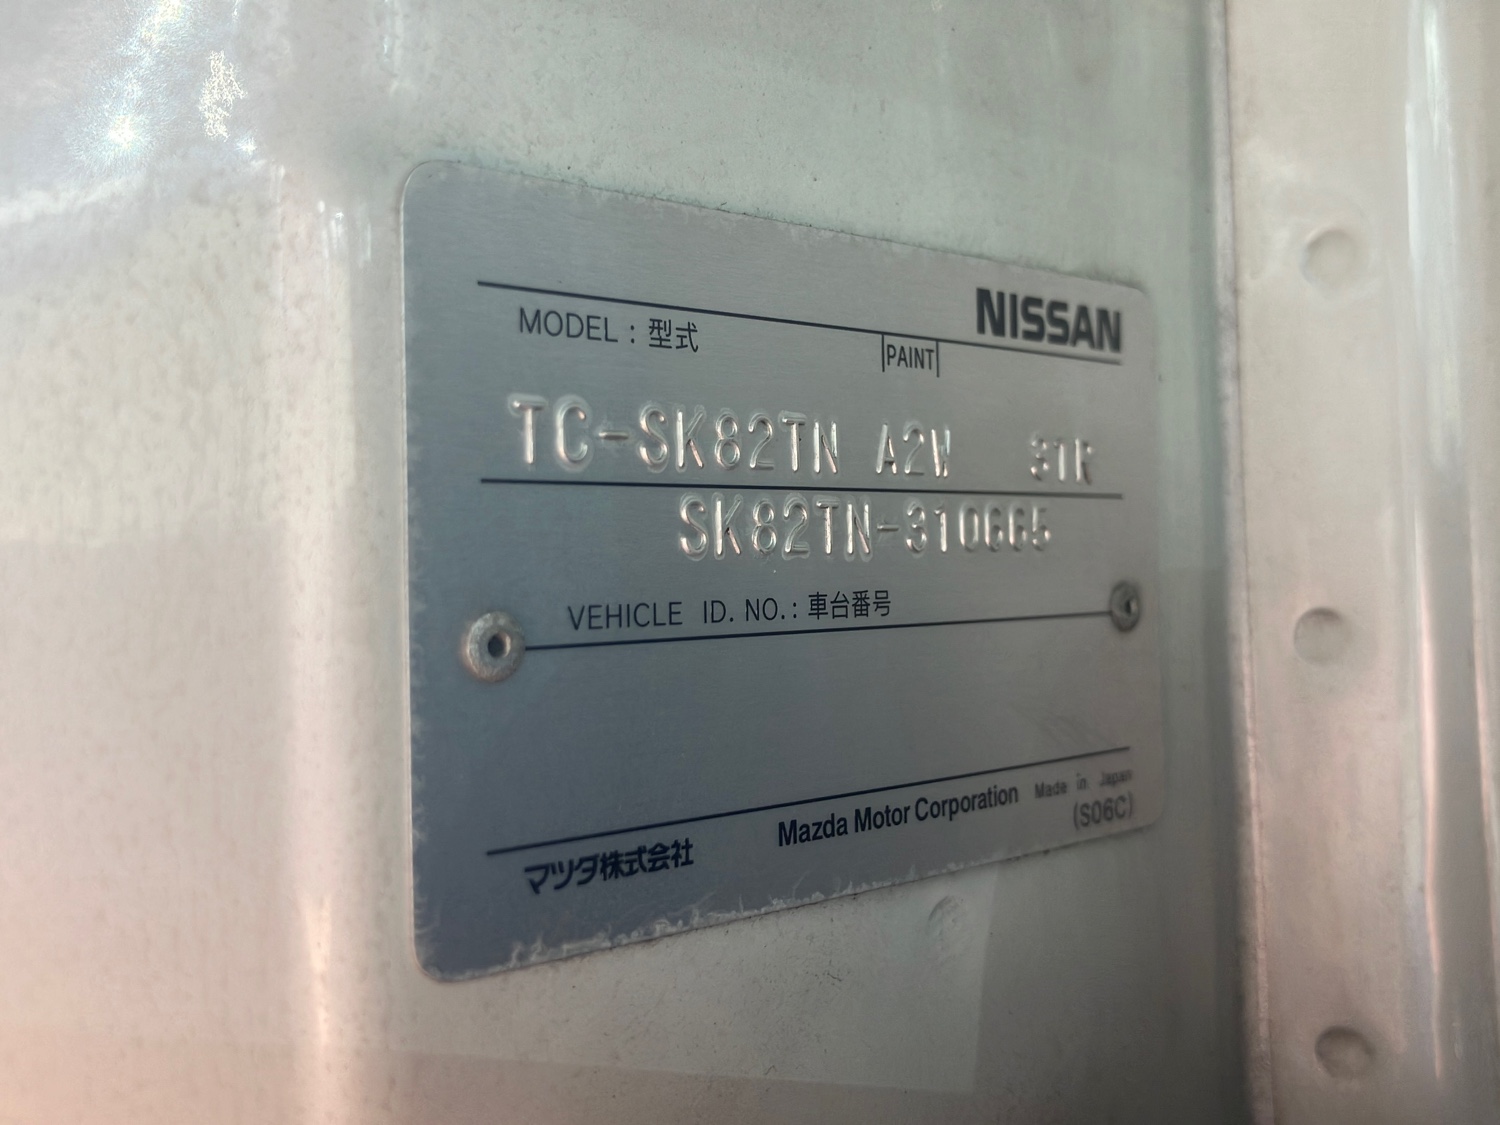 NISSAN
MODEL : 型式
PAINT
TC-SK82TN A2W 31R
SK82TN-310665
VEHICLE ID. NO. : 車台番号
マツダ株式会社 Mazda Motor Corporation Made in Japan
(S06C)